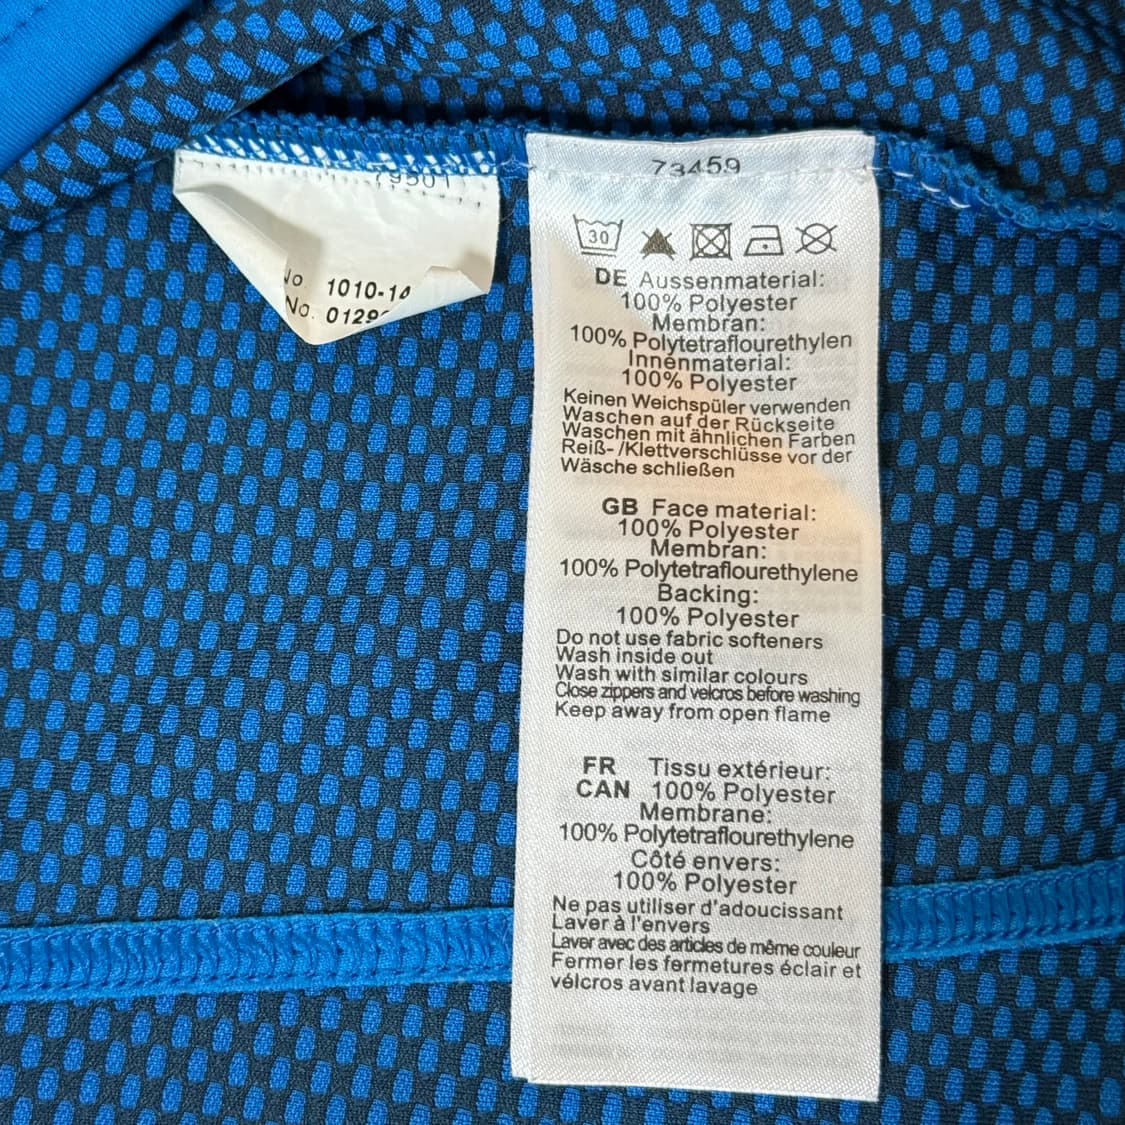 73459
30
DE Aussenmaterial:
100% Polyester
Membran:
100% Polytetraflourethylen
Innenmaterial:
100% Polyester
Keinen Weichspüler verwenden
Waschen auf der Rückseite
Waschen mit ähnlichen Farben
Reiß- /Klettverschlüsse vor der
Wäsche schließen
GB Face material:
100% Polyester
Membran:
100% Polytetraflourethylene
Backing:
100% Polyester
Do not use fabric softeners
Wash inside out
Wash with similar colours
Close zippers and velcros before washing
Keep away from open flame
FR Tissu extérieur:
CAN 100% Polyester
Membrane:
100% Polytetraflourethylene
Côté envers:
100% Polyester
Ne pas utiliser d'adoucissant
Laver à l'envers
Laver avec des articles de même couleur
Fermer les fermetures éclair et
vélcros avant lavage
No.